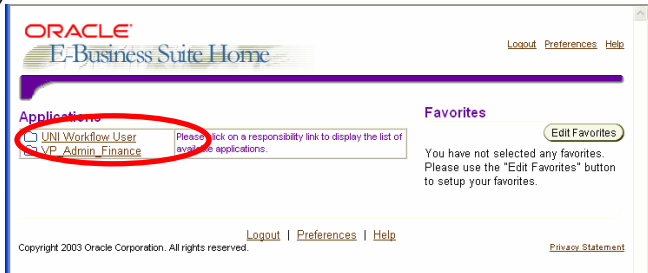 ORACLE
E-Business Suite Home
Logout Preferences Help
Applications
UNI Workflow User
VP_Admin_Finance
Please click on a responsibility link to display the list of
available applications.
Favorites
Edit Favorites
You have not selected any favorites.
Please use the "Edit Favorites" button
to setup your favorites.
Logout | Preferences | Help
Copyright 2003 Oracle Corporation. All rights reserved.
Privacy Statement